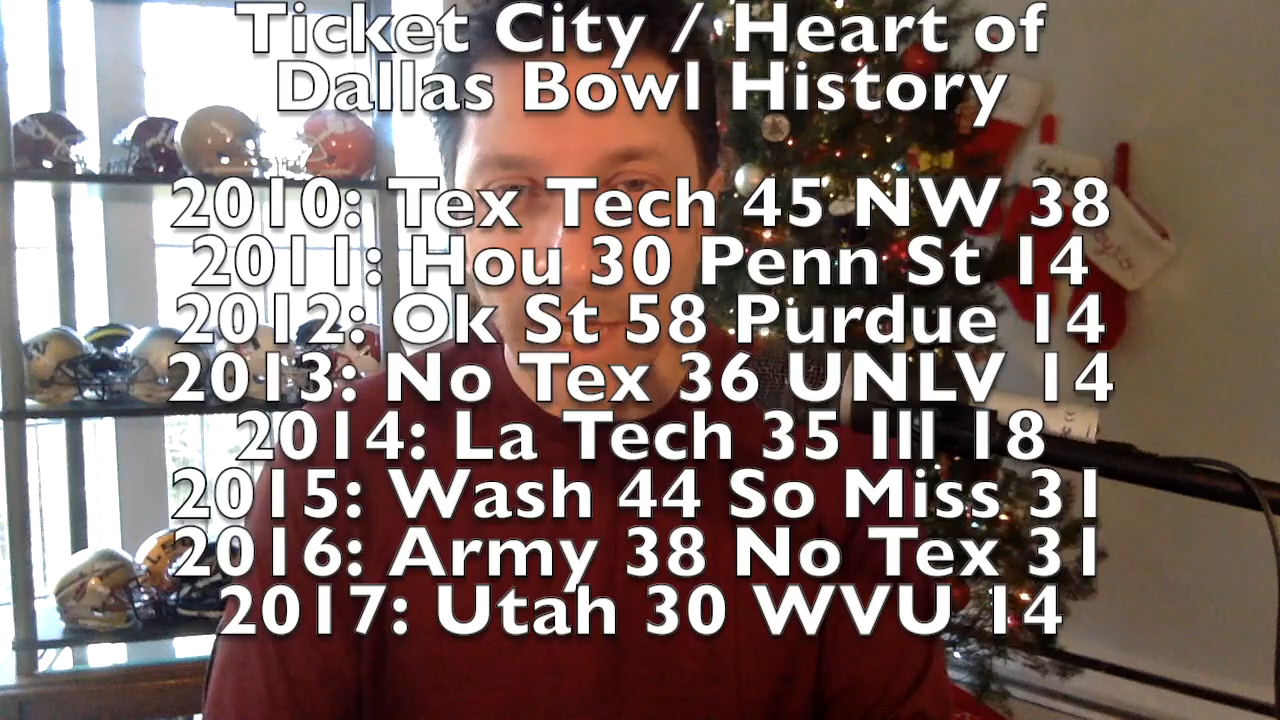 Ticket City / Heart of
Dallas Bowl History
2010: Tex Tech 45 NW 38
2011: Hou 30 Penn St 14
2012: Ok St 58 Purdue 14
2013: No Tex 36 UNLV 14
2014: La Tech 35 Ill 18
2015: Wash 44 So Miss 31
2016: Army 38 No Tex 31
2017: Utah 30 WVU 14